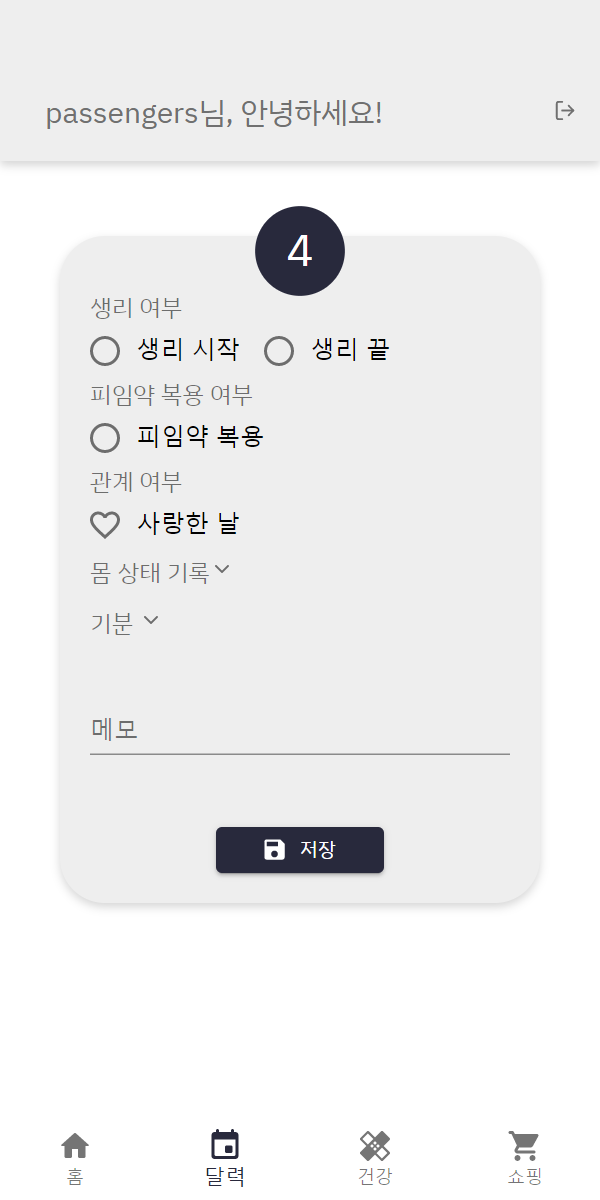 passengers님, 안녕하세요!
4
생리 여부
생리 시작 생리 끝
피임약 복용 여부
피임약 복용
관계 여부
사랑한 날
몸 상태 기록
기분
메모
저장
홈 달력 건강 쇼핑